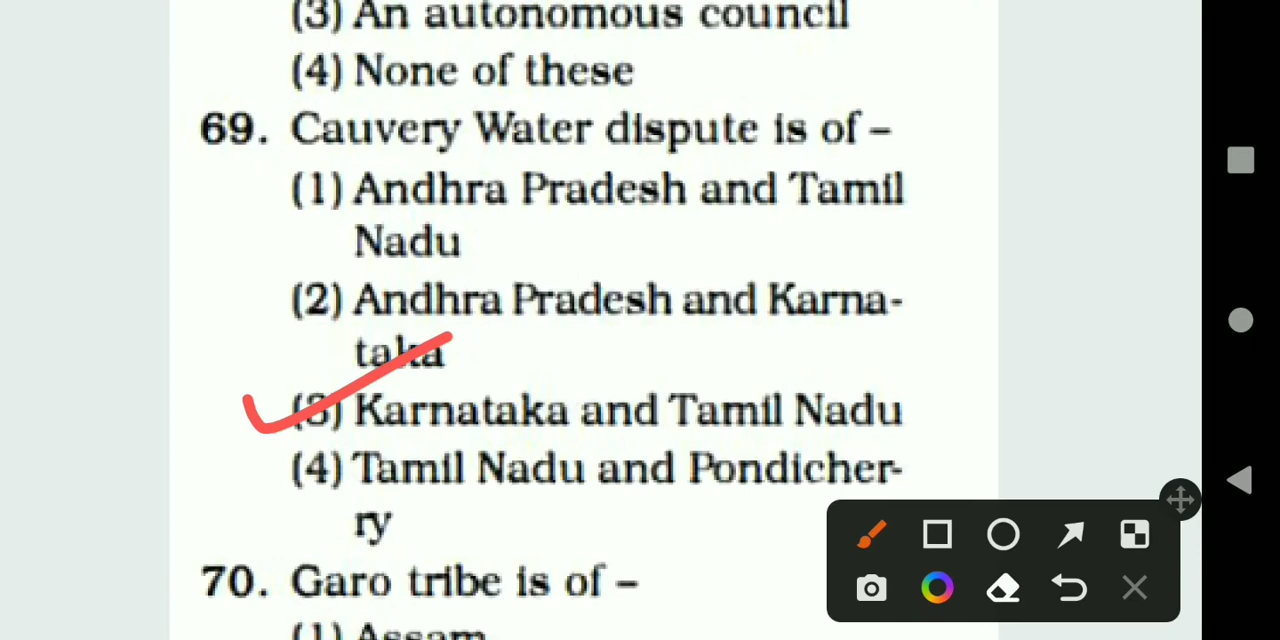 (3) An autonomous council
(4) None of these
69. Cauvery Water dispute is of –
(1) Andhra Pradesh and Tamil
Nadu
(2) Andhra Pradesh and Karna-
taka
(3) Karnataka and Tamil Nadu
(4) Tamil Nadu and Pondicher-
ry
70. Garo tribe is of –
(1) Assam